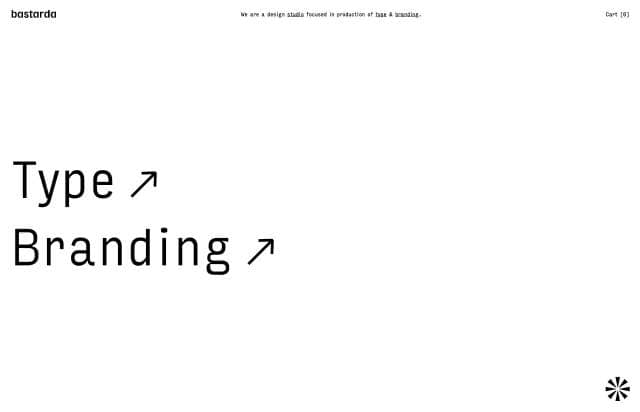 bastarda
We are a design studio focused in production of type & branding.
Cart [0]
Type ↗
Branding ↗